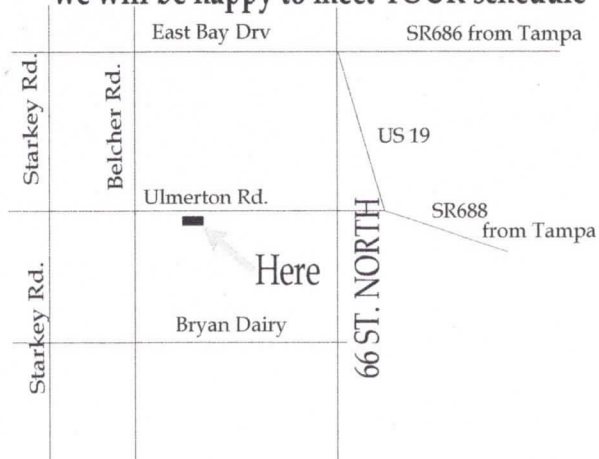 we will be happy to meet YOUR schedule
East Bay Drv
SR686 from Tampa
Starkey Rd.
Belcher Rd.
US 19
Ulmerton Rd.
SR688
from Tampa
Here
66 ST. NORTH
Starkey Rd.
Bryan Dairy